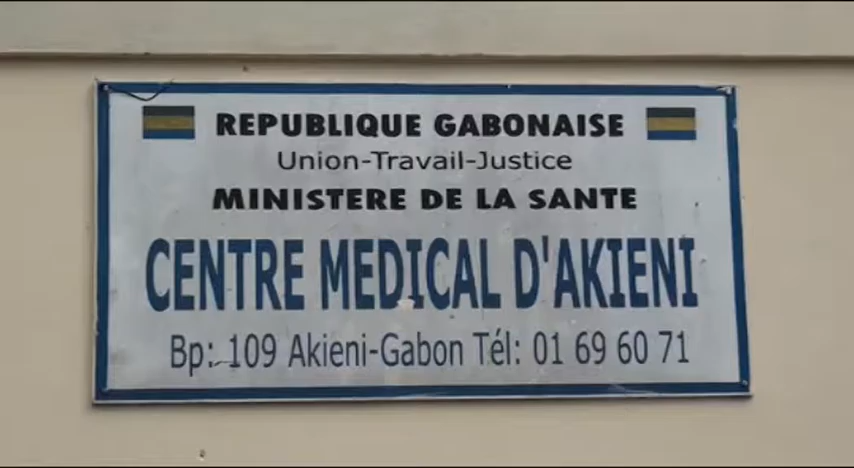 REPUBLIQUE GABONAISE
Union-Travail-Justice
MINISTERE DE LA SANTE
CENTRE MEDICAL D'AKIENI
Bp: 109 Akieni-Gabon Tél: 01 69 60 71